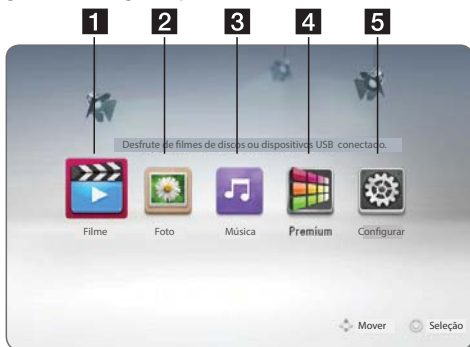 1 2 3 4 5
Desfrute de filmes de discos ou dispositivos USB conectado.
Filme Foto Música Premium Configurar
Mover Seleção